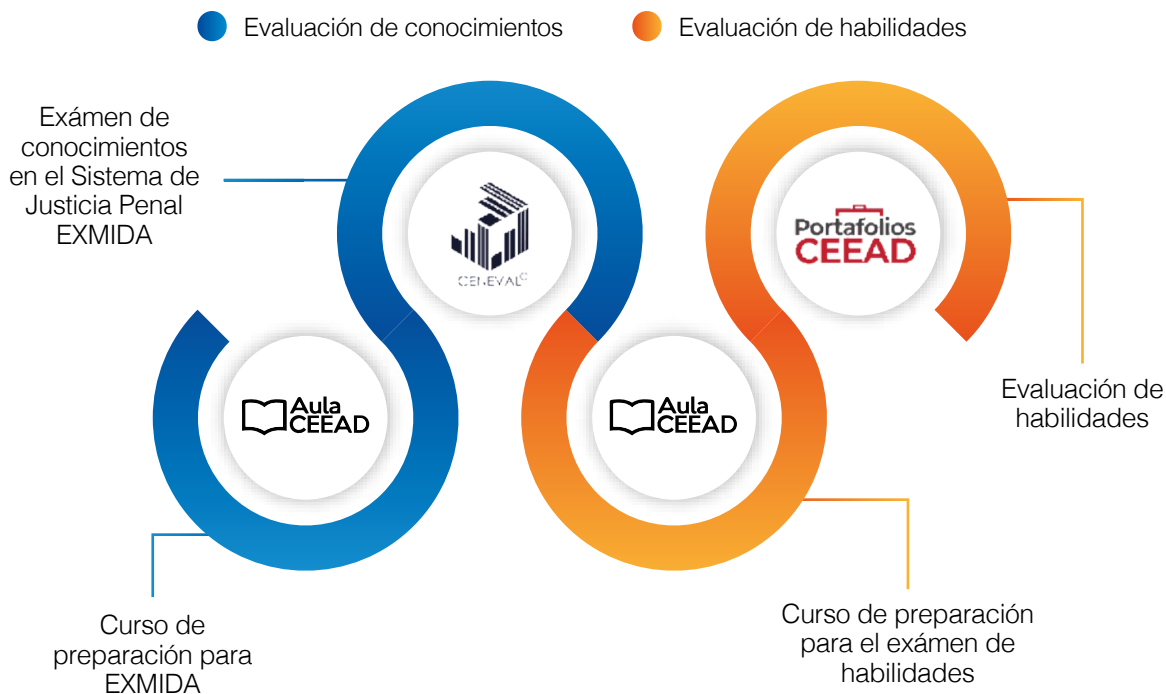 Evaluación de conocimientos
Evaluación de habilidades
Exámen de
conocimientos
en el Sistema de
Justicia Penal
EXMIDA
CENEVAL
Portafolios
CEEAD
Aula
CEEAD
Aula
CEEAD
Evaluación de
habilidades
Curso de
preparación para
EXMIDA
Curso de preparación
para el exámen de
habilidades